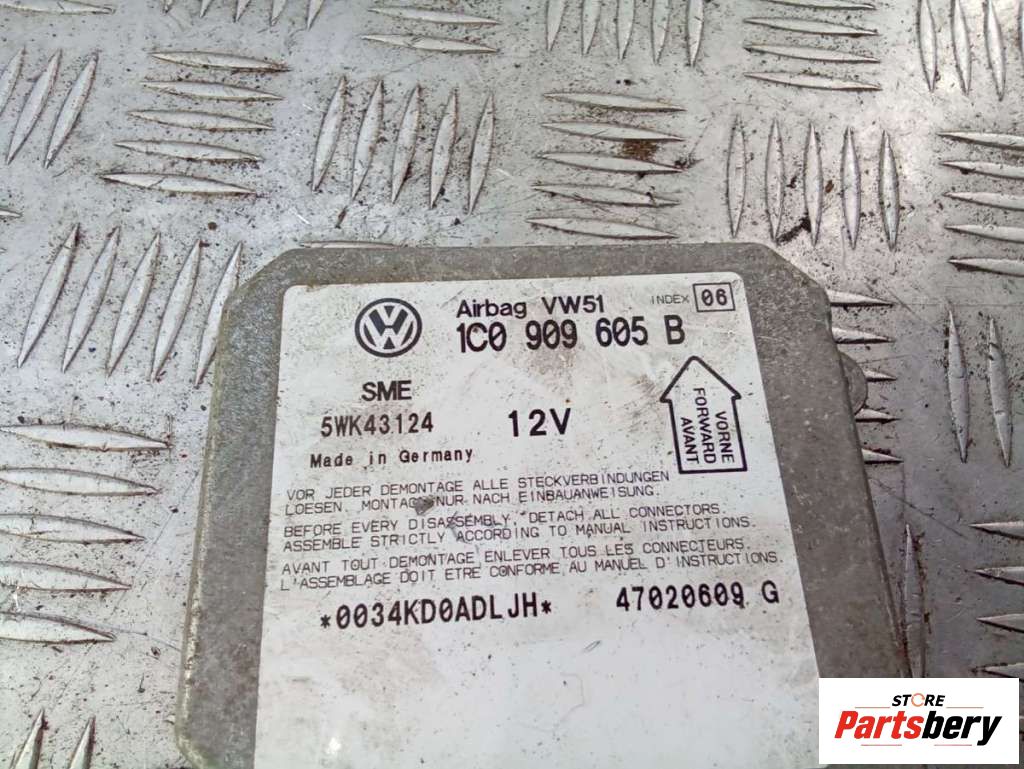 Airbag VW51 INDEX 06
1C0 909 605 B
SME
5WK43124 12V
Made in Germany
VORNE
FORWARD
AVANT
VOR JEDER DEMONTAGE ALLE STECKVERBINDUNGEN
LOESEN. MONTAGE NUR NACH EINBAUANWEISUNG.
BEFORE EVERY DISASSEMBLY, DETACH ALL CONNECTORS.
ASSEMBLE STRICTLY ACCORDING TO MANUAL INSTRUCTIONS.
AVANT TOUT DEMONTAGE ENLEVER TOUS LES CONNECTEURS.
L'ASSEMBLAGE DOIT ETRE CONFORME AU MANUEL D'INSTRUCTIONS.
*0034KD0ADLJH* 47020609 G
STORE
Partsbery